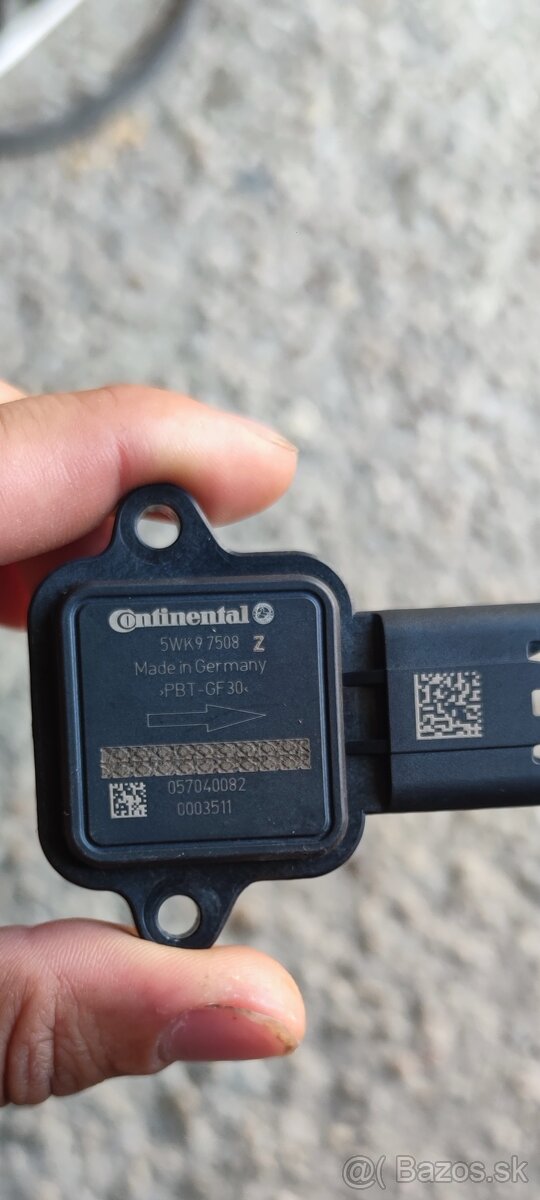 Continental
5WK9 7508 Z
Made in Germany
>PBT-GF30<
057040082
0003511
@( Bazos.sk